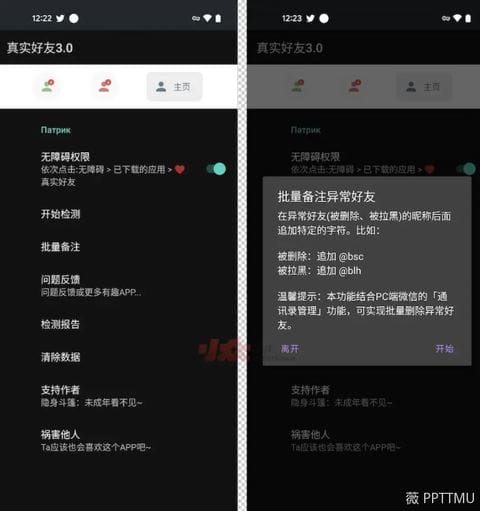 12:22
真实好友3.0
主页
Патрик
无障碍权限
依次点击:无障碍 > 已下载的应用 > ❤️
真实好友
开始检测
批量备注
问题反馈
问题反馈或更多有趣APP...
检测报告
清除数据
支持作者
隐身斗篷：未成年看不见~
祸害他人
Ta应该也会喜欢这个APP吧~
12:23
真实好友3.0
主页
Патрик
无障碍权限
依次点击:无障碍 > 已下载的应用 >
批量备注异常好友
在异常好友(被删除、被拉黑)的昵称后面
追加特定的字符。比如：
被删除：追加 @bsc
被拉黑：追加 @blh
温馨提示：本功能结合PC端微信的「通
讯录管理」功能，可实现批量删除异常好
友。
离开
开始
支持作者
隐身斗篷：未成年看不见~
祸害他人
Ta应该也会喜欢这个APP吧~
薇 PPTTMU